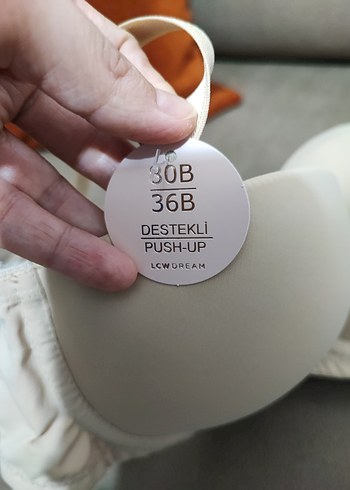 80B
36B
DESTEKLİ
PUSH-UP
LCW DREAM